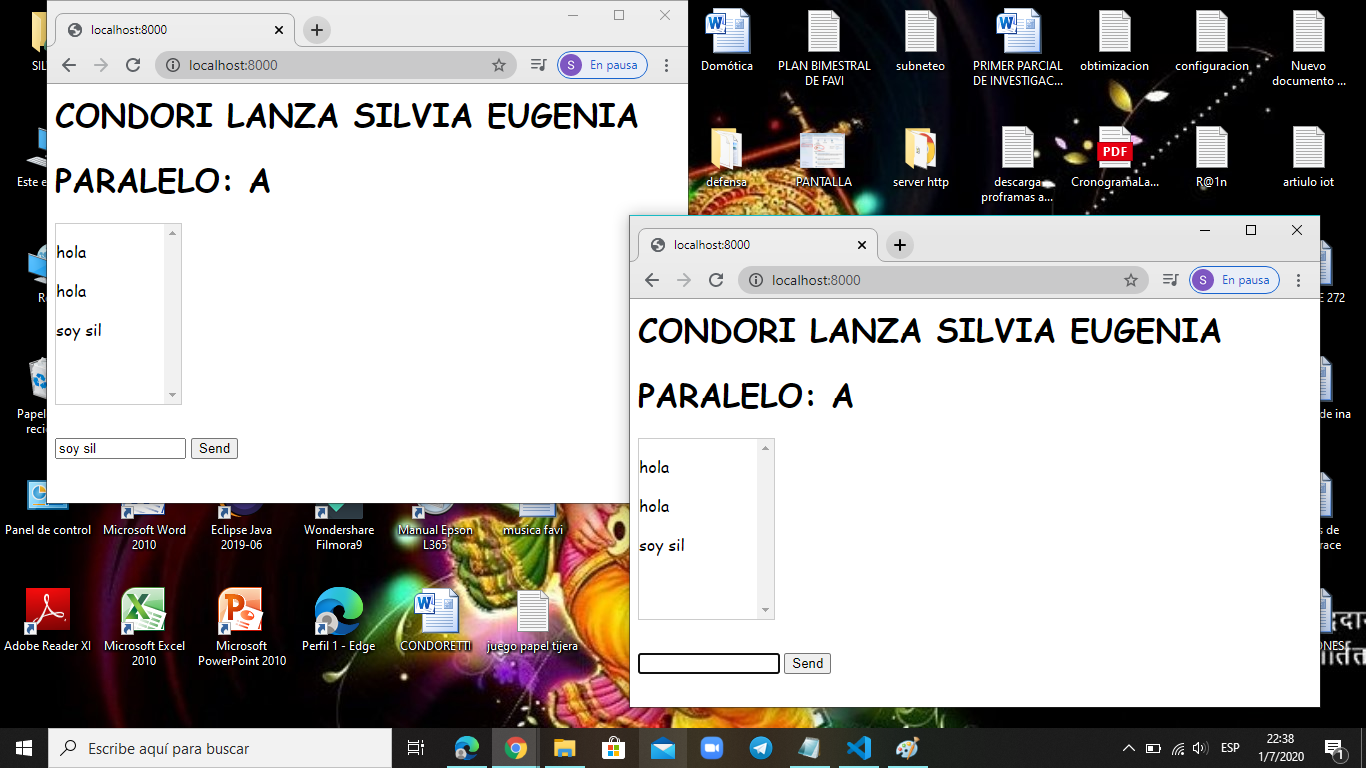 localhost:8000
localhost:8000
En pausa
S
CONDORI LANZA SILVIA EUGENIA
PARALELO: A
hola
hola
soy sil
soy sil
Send
localhost:8000
localhost:8000
S
En pausa
CONDORI LANZA SILVIA EUGENIA
PARALELO: A
hola
hola
soy sil
Send
Domótica
PLAN BIMESTRAL
DE FAVI
subneteo
PRIMER PARCIAL
DE INVESTIGAC...
obtimizacion
configuracion
Nuevo
documento ...
defensa
PANTALLA
server http
descarga
proframas a...
PDF
CronogramaLa...
R@1n
artiulo iot
SIL
Este e
Re
Papel
reci
272
de ina
s de
race
ONES
Panel de control
Microsoft Word
2010
Eclipse Java
2019-06
Wondershare
Filmora9
Manual Epson
L365
musica favi
Adobe Reader XI
Microsoft Excel
2010
Microsoft
PowerPoint 2010
Perfil 1 - Edge
CONDORETTI
juego papel tijera
Escribe aquí para buscar
ESP
22:38
1/7/2020
1